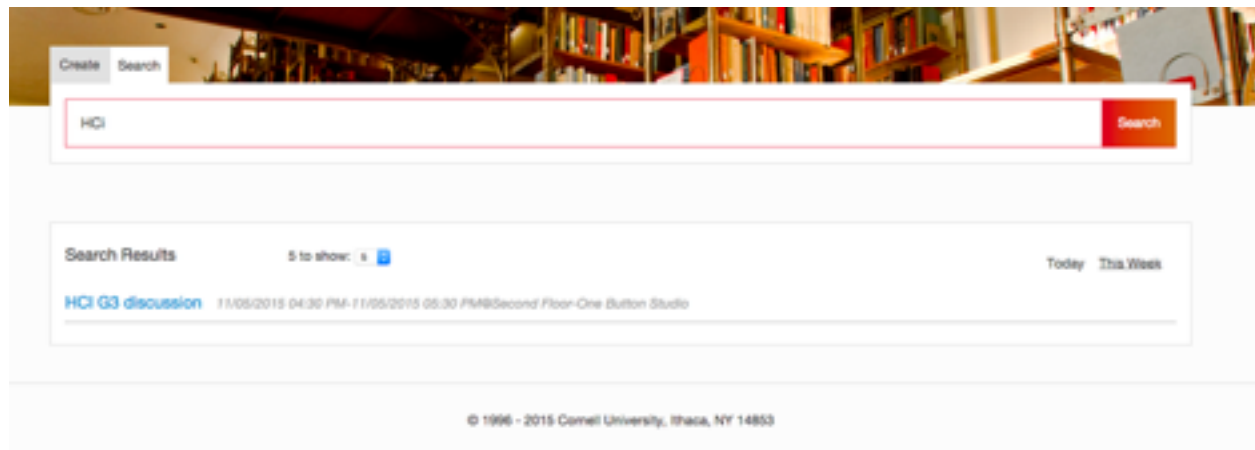 Create Search
HCi
Search
Search Results 5 to show: 5
Today This Week
HCI G3 discussion 11/05/2015 04:30 PM-11/05/2015 05:30 PM@Second Floor-One Button Studio
© 1996 - 2015 Cornell University, Ithaca, NY 14853